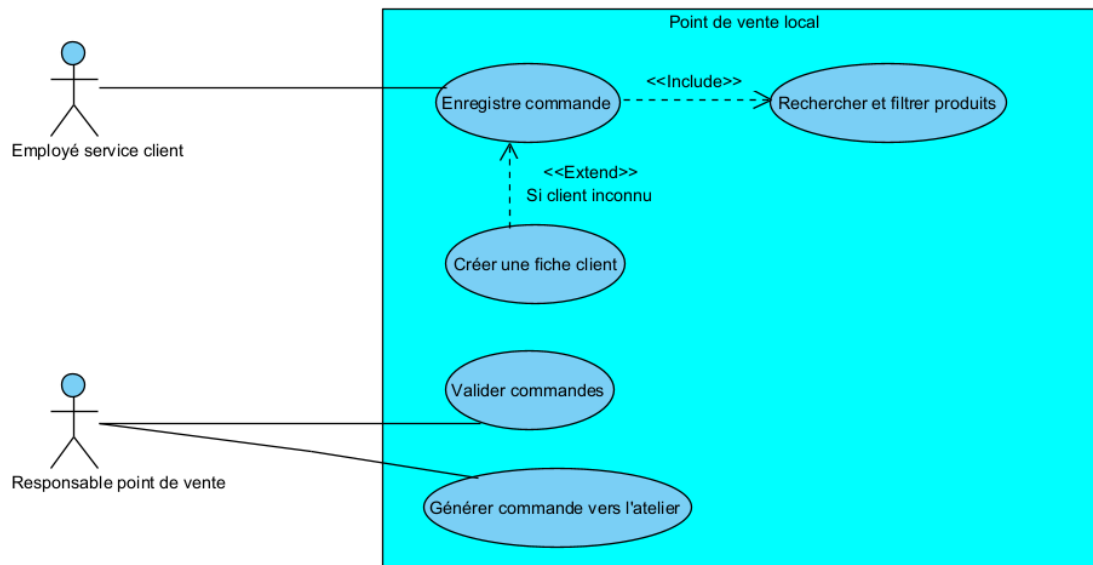 Point de vente local
Enregistre commande
<<Include>>
Rechercher et filtrer produits
Employé service client
<<Extend>>
Si client inconnu
Créer une fiche client
Valider commandes
Responsable point de vente
Générer commande vers l'atelier